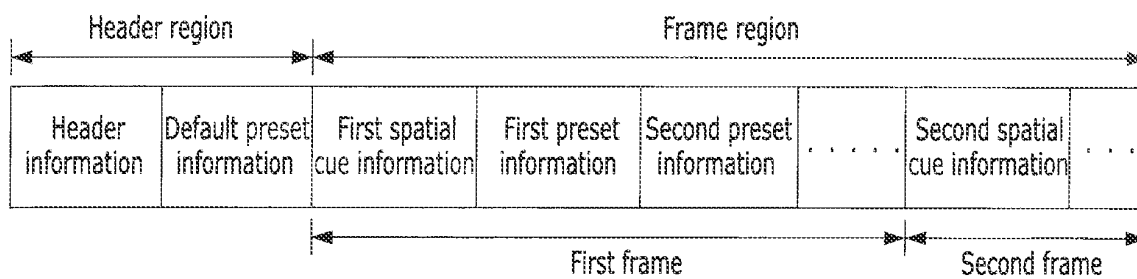 Header region
Frame region
Header
information
Default preset
information
First spatial
cue information
First preset
information
Second preset
information
. . . . .
Second spatial
cue information
. . .
First frame
Second frame